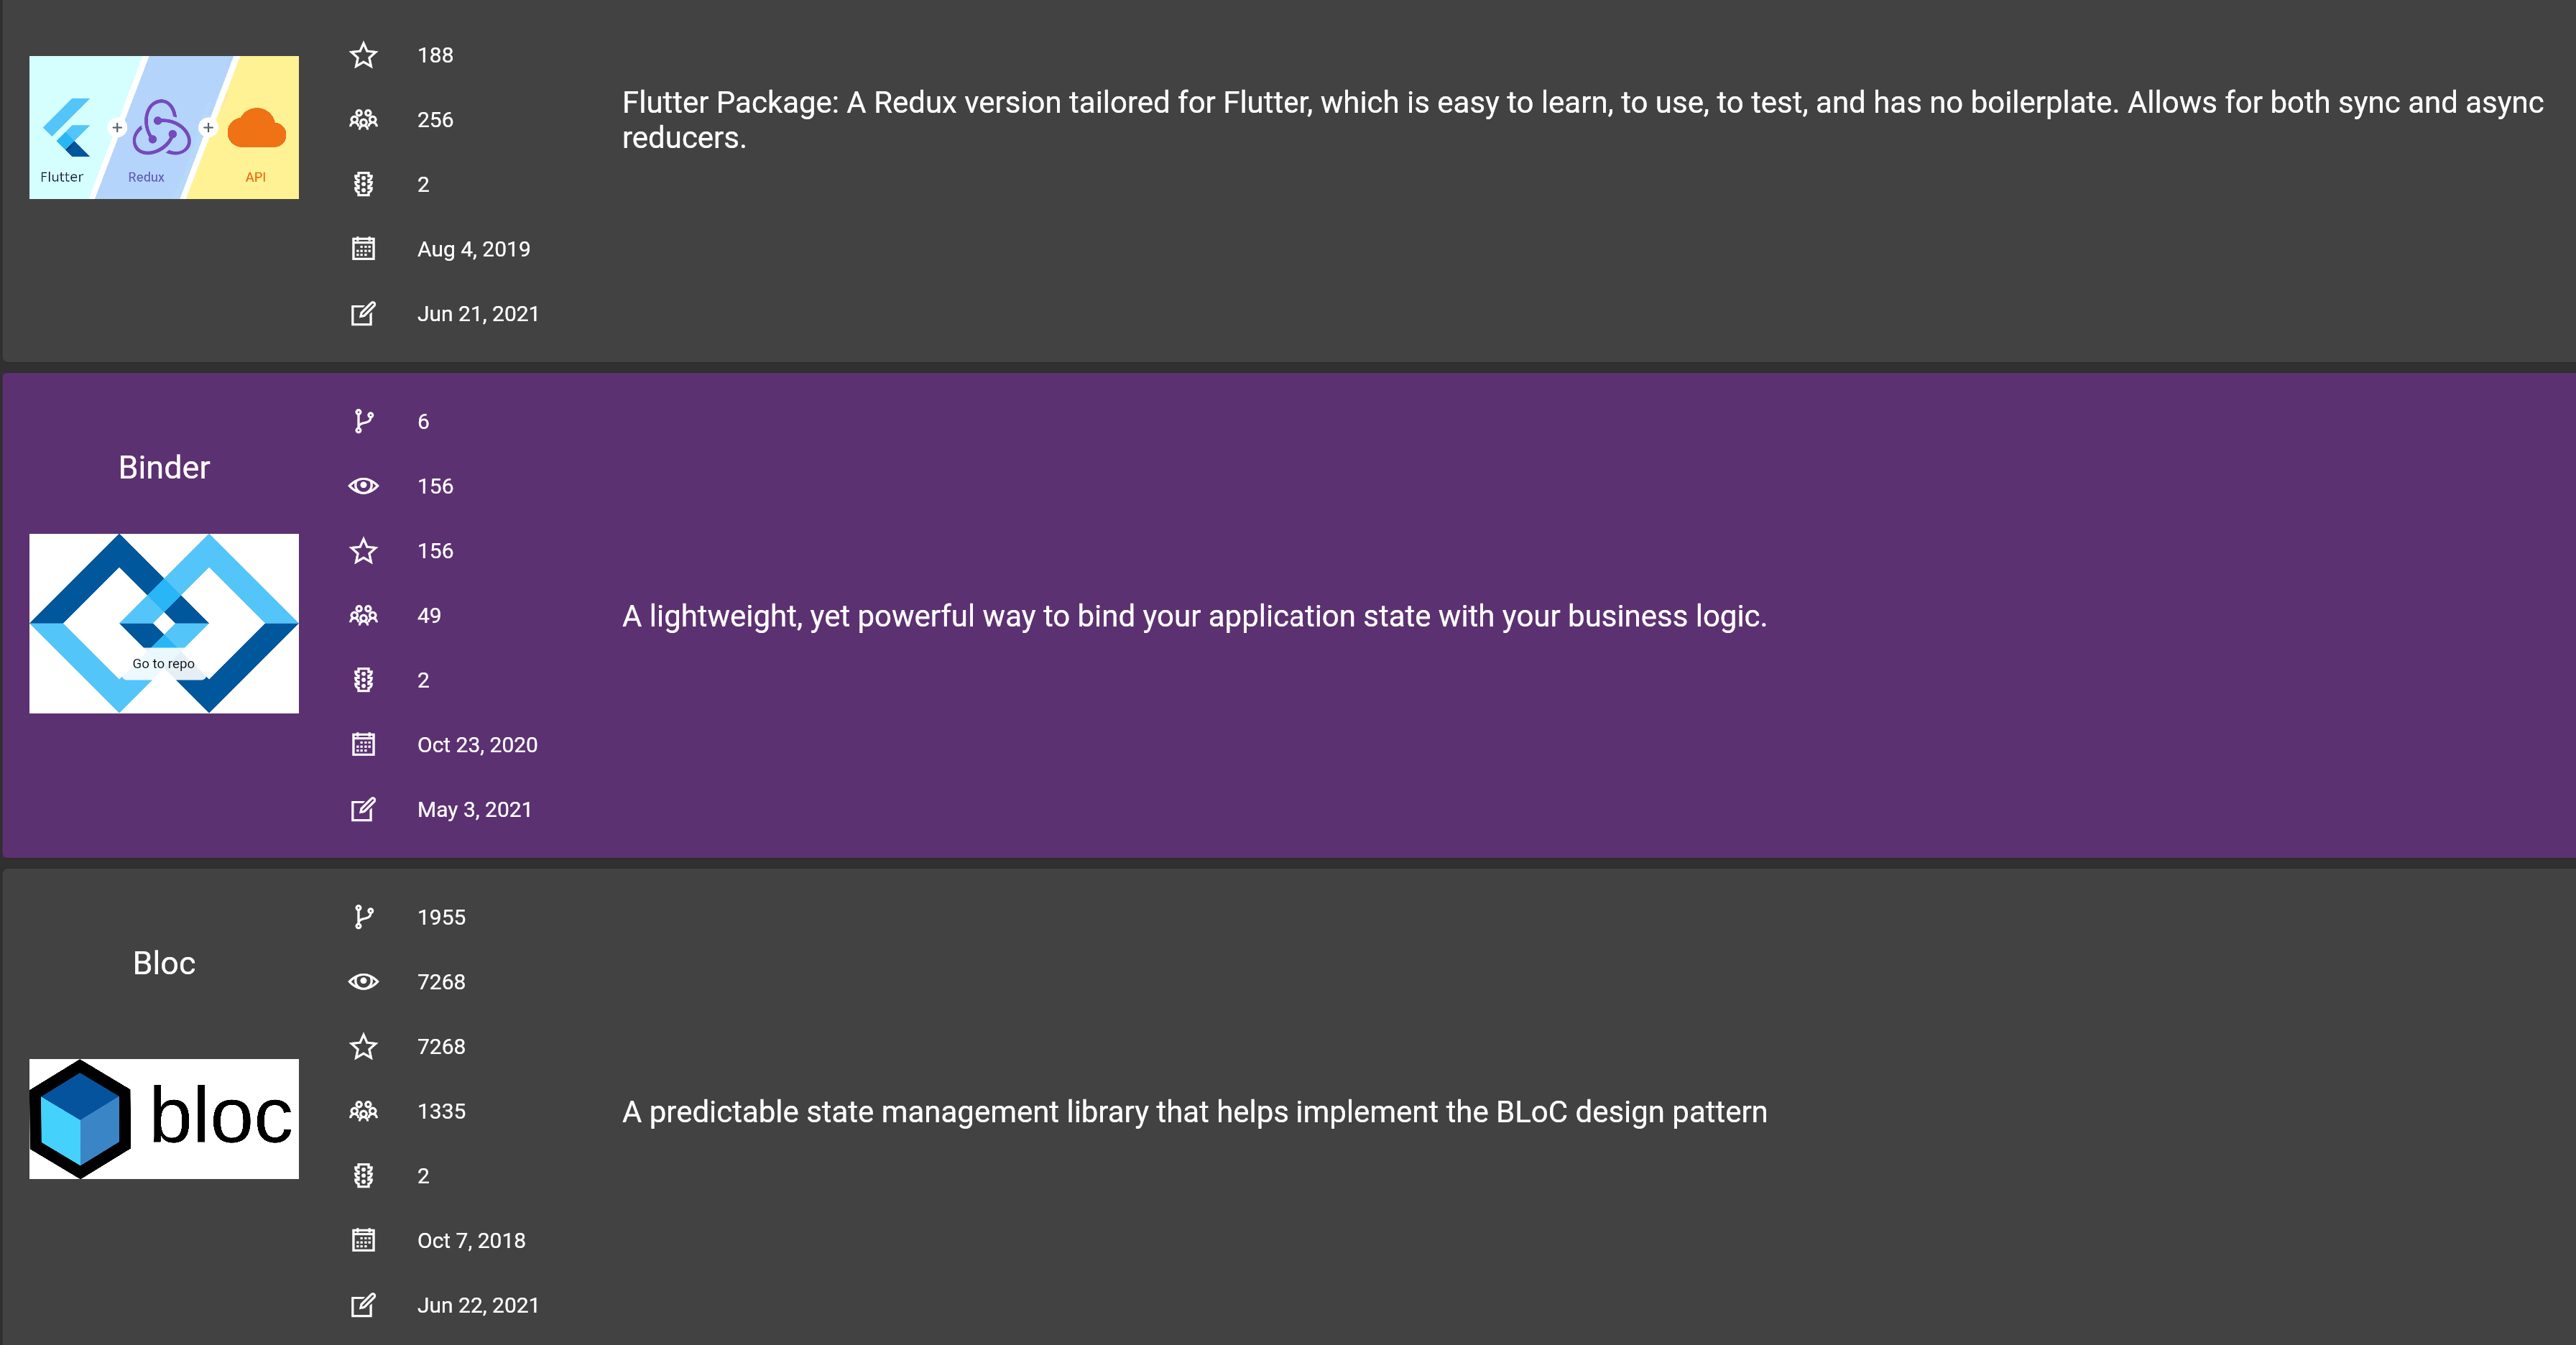 188
256
2
Aug 4, 2019
Jun 21, 2021
Flutter
Redux
API
Flutter Package: A Redux version tailored for Flutter, which is easy to learn, to use, to test, and has no boilerplate. Allows for both sync and async
reducers.
Binder
Go to repo
6
156
156
49
2
Oct 23, 2020
May 3, 2021
A lightweight, yet powerful way to bind your application state with your business logic.
Bloc
bloc
1955
7268
7268
1335
2
Oct 7, 2018
Jun 22, 2021
A predictable state management library that helps implement the BLoC design pattern